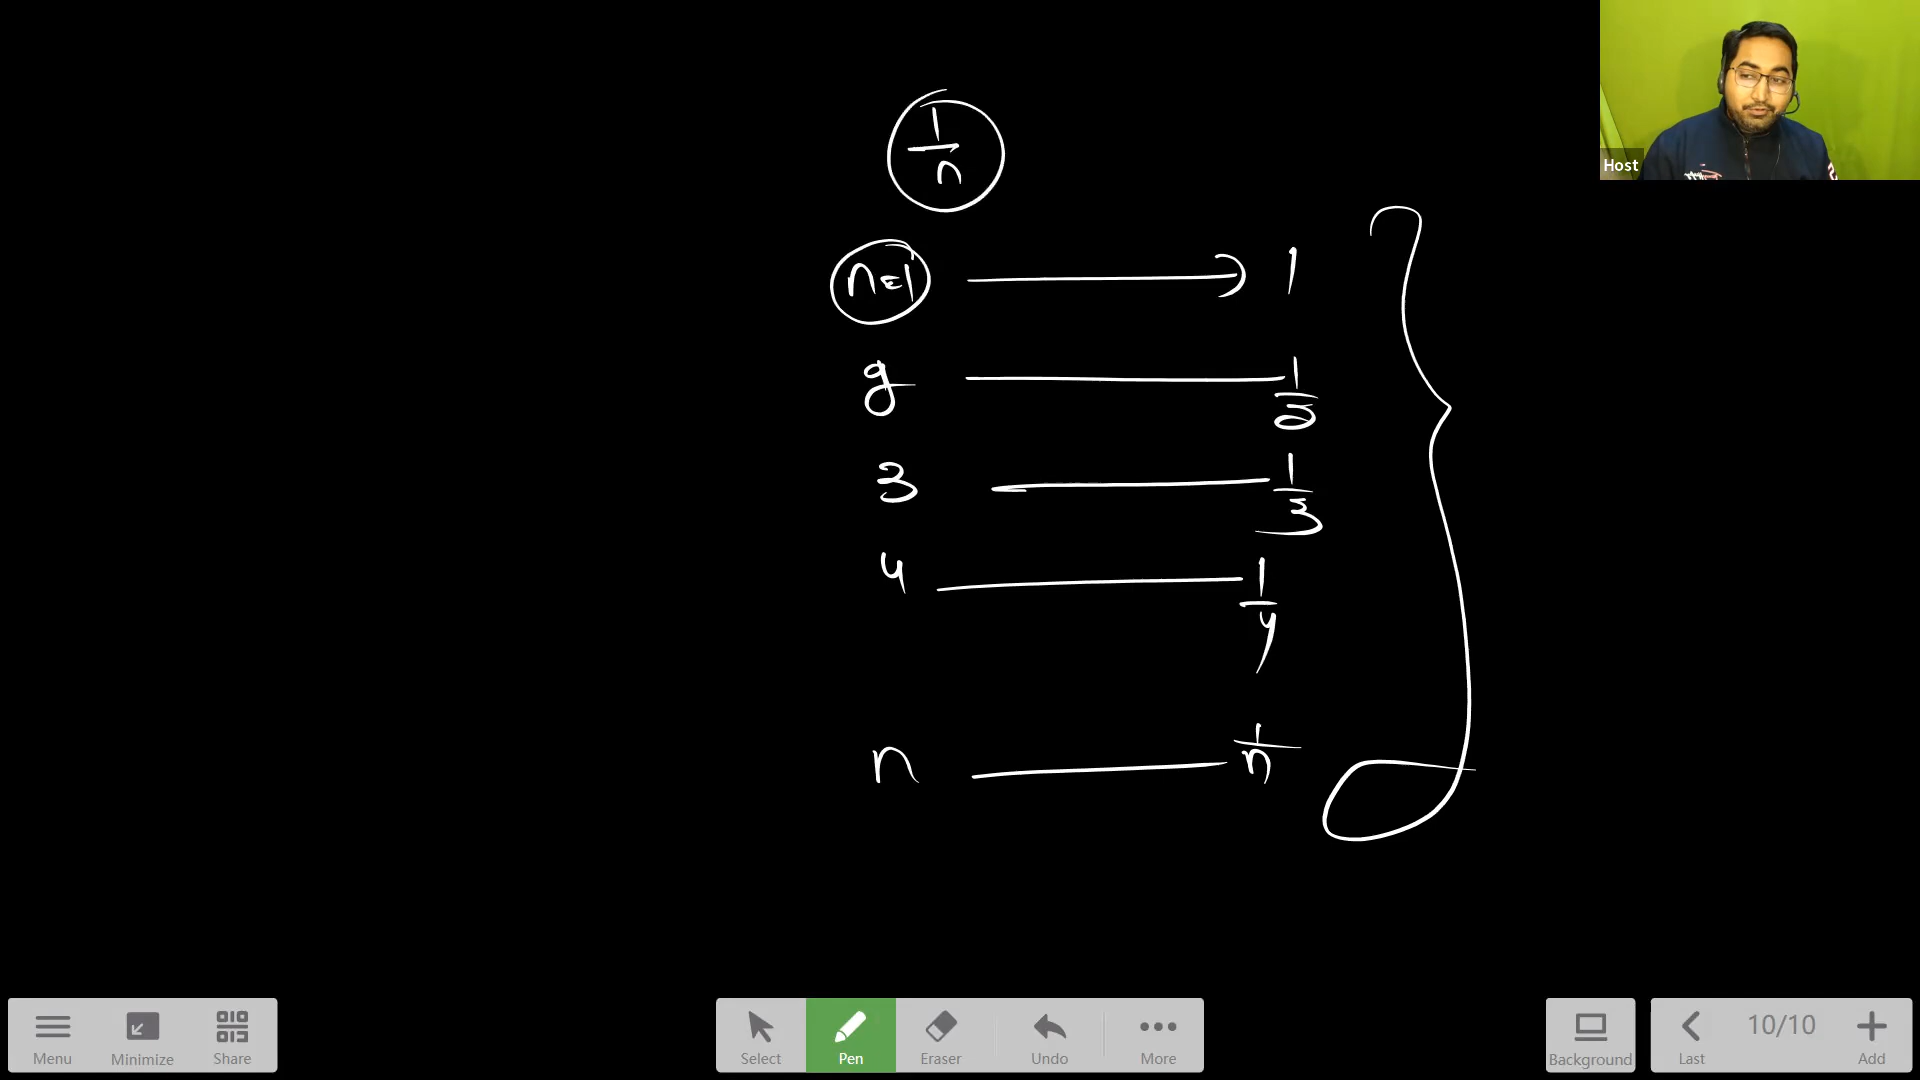 1/n
Host
n=1 → 1
2 — 1/2
3 — 1/3
4 — 1/4
n — 1/n
Menu Minimize Share Select Pen Eraser Undo More Background Last 10/10 Add